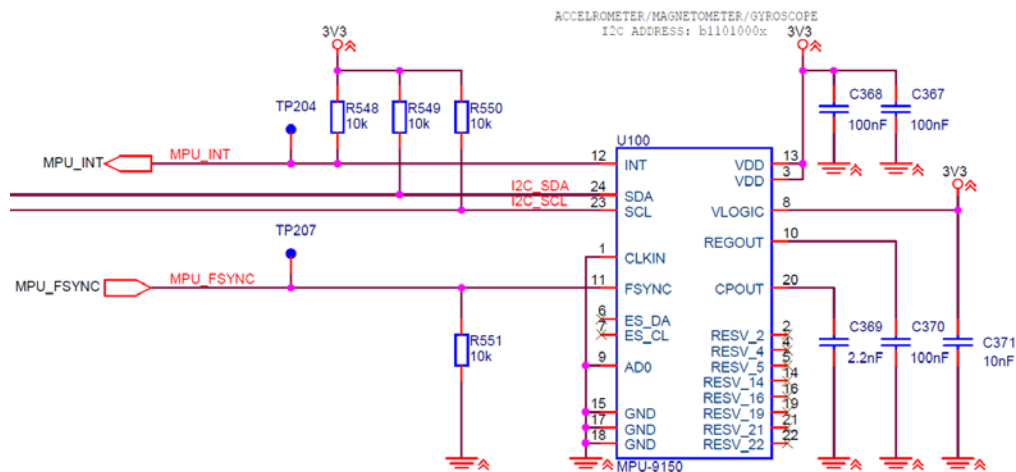 ACCELROMETER/MAGNETOMETER/GYROSCOPE
I2C ADDRESS: b1101000x
3V3
3V3
TP204
R548
10k
R549
10k
R550
10k
C368
100nF
C367
100nF
U100
MPU_INT
MPU_INT
12
INT
VDD
13
VDD
3
I2C_SDA
24
SDA
I2C_SCL
23
SCL
VLOGIC
8
3V3
REGOUT
10
TP207
1
CLKIN
MPU_FSYNC
MPU_FSYNC
11
FSYNC
CPOUT
20
6
ES_DA
7
ES_CL
RESV_2
2
RESV_4
4
RESV_5
5
RESV_14
14
RESV_16
16
RESV_19
19
RESV_21
21
RESV_22
22
R551
10k
9
AD0
C369
2.2nF
C370
100nF
C371
10nF
15
GND
17
GND
18
GND
MPU-9150